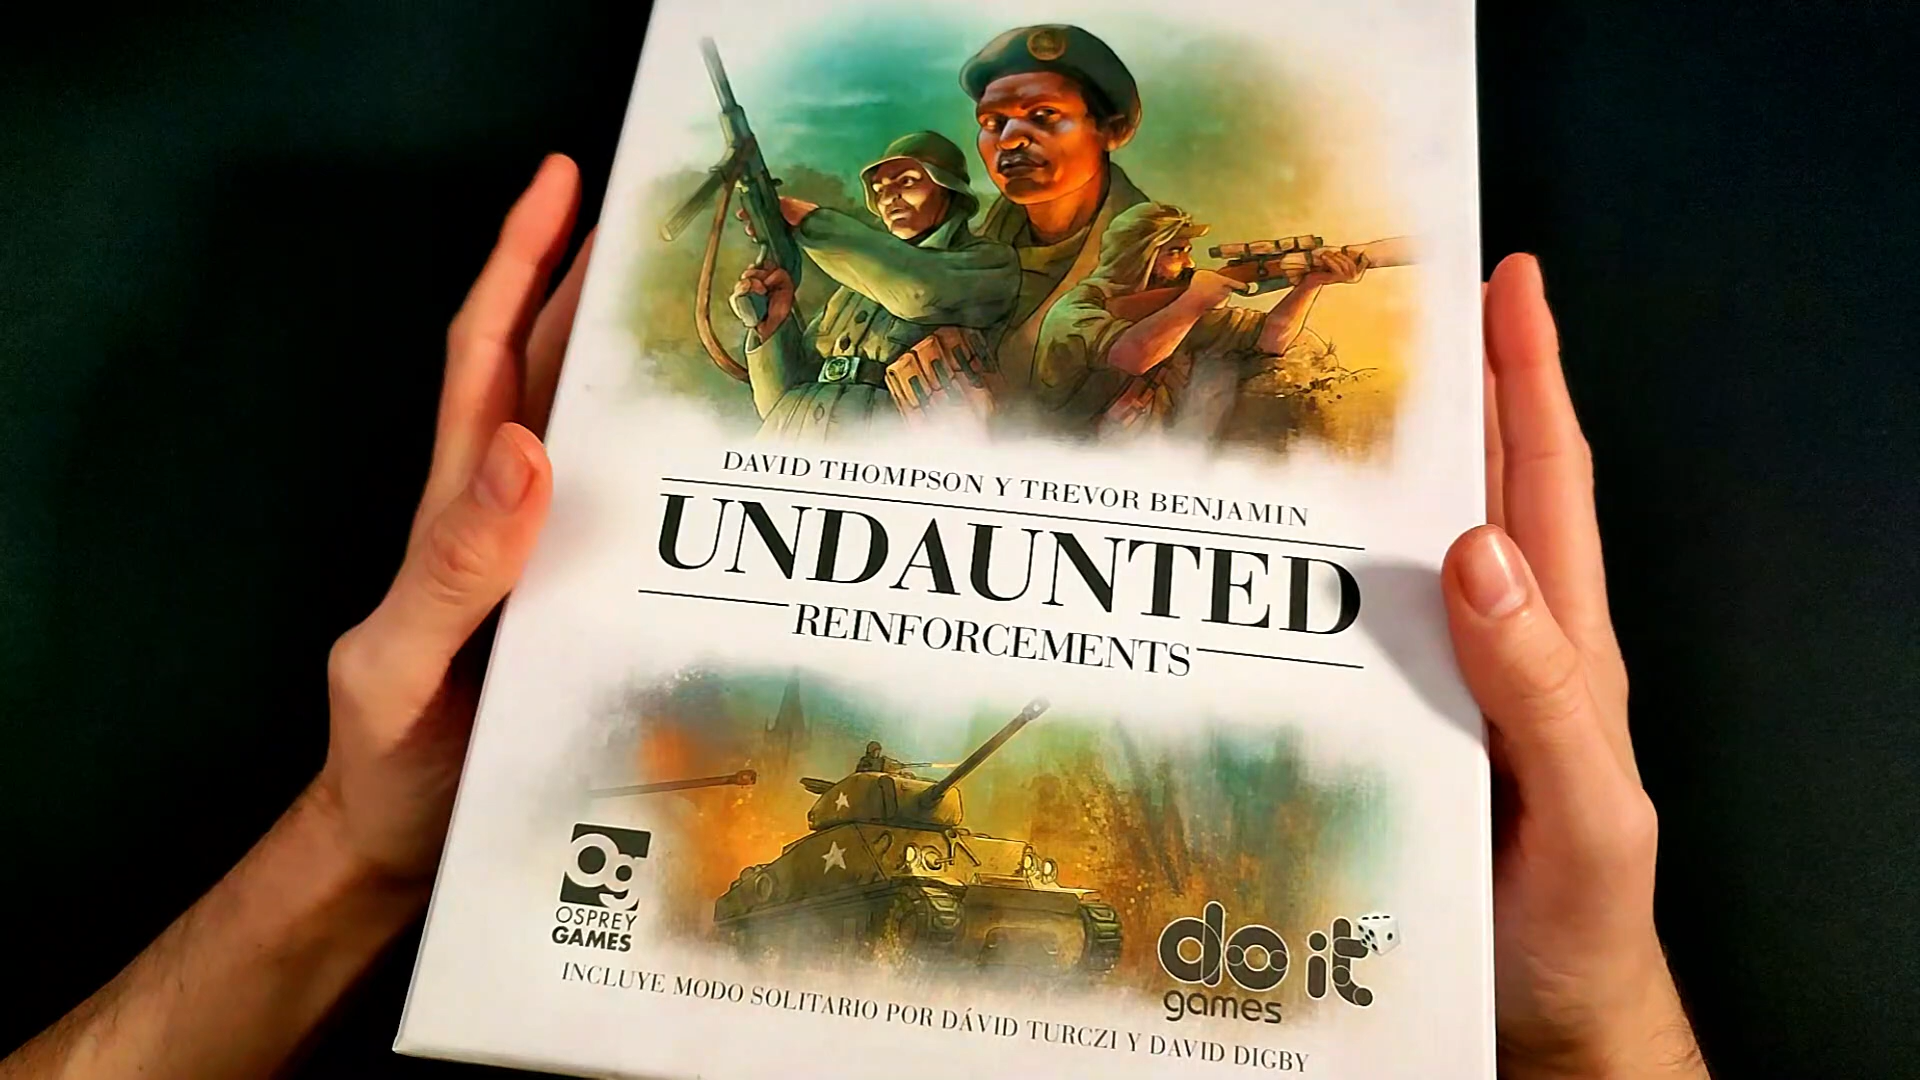 DAVID THOMPSON Y TREVOR BENJAMIN
UNDAUNTED
REINFORCEMENTS
Og
OSPREY
GAMES
do it
games
INCLUYE MODO SOLITARIO POR DÁVID TURCZI Y DAVID DIGBY